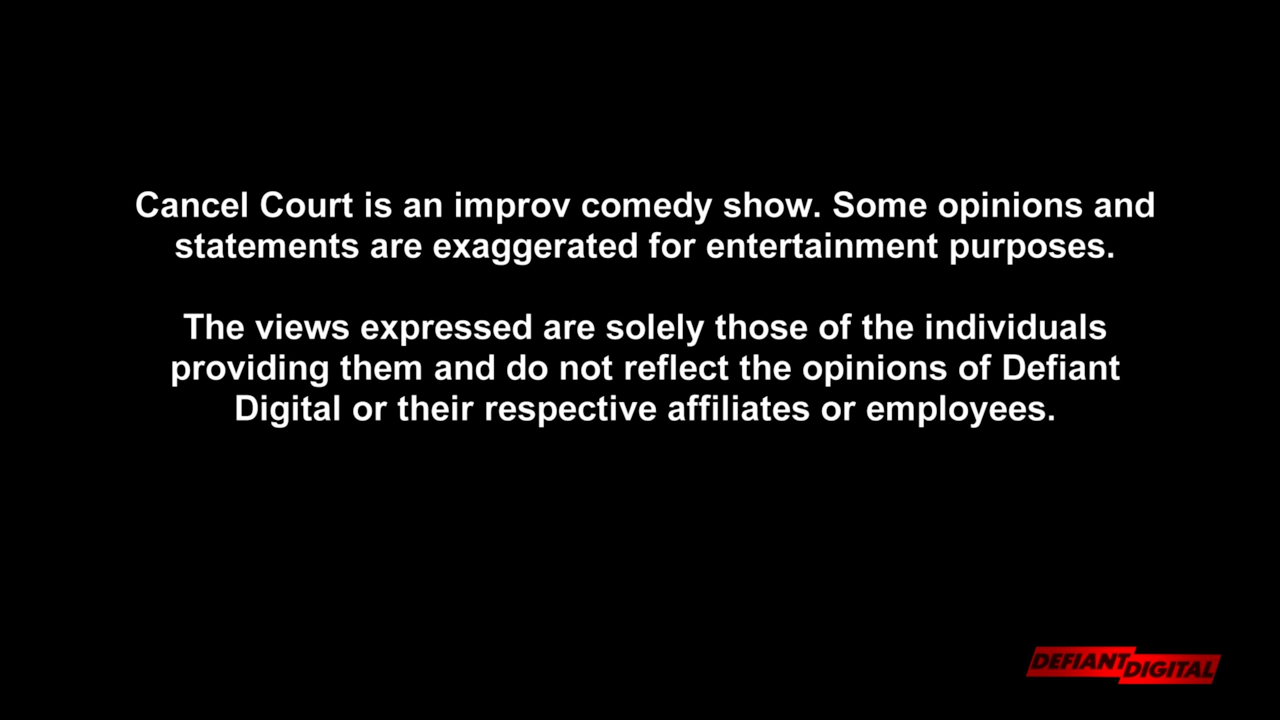 Cancel Court is an improv comedy show. Some opinions and
statements are exaggerated for entertainment purposes.
The views expressed are solely those of the individuals
providing them and do not reflect the opinions of Defiant
Digital or their respective affiliates or employees.
DEFIANT DIGITAL